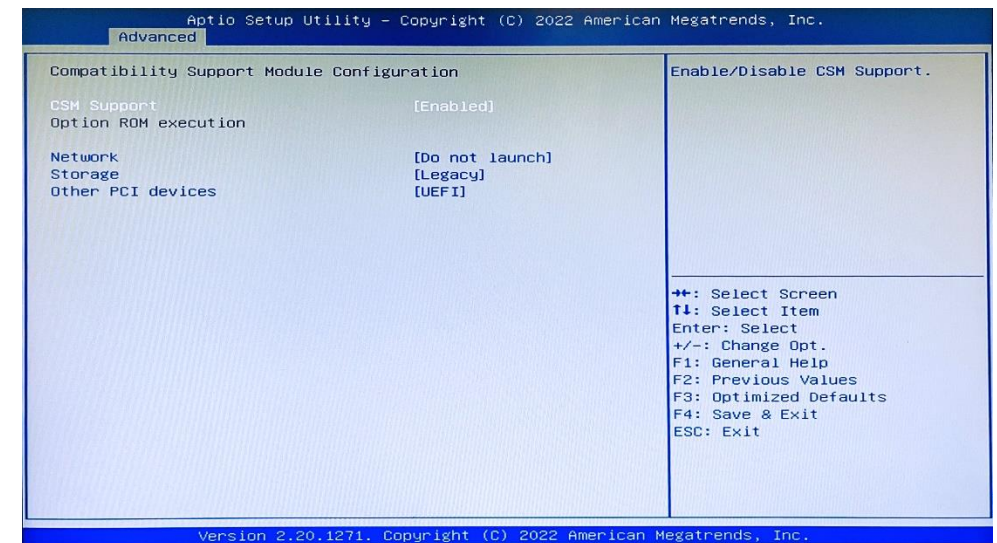 Aptio Setup Utility – Copyright (C) 2022 American Megatrends, Inc.
Advanced
Compatibility Support Module Configuration
CSM Support [Enabled]
Option ROM execution
Network [Do not launch]
Storage [Legacy]
Other PCI devices [UEFI]
Enable/Disable CSM Support.
→←: Select Screen
↑↓: Select Item
Enter: Select
+/-: Change Opt.
F1: General Help
F2: Previous Values
F3: Optimized Defaults
F4: Save & Exit
ESC: Exit
Version 2.20.1271. Copyright (C) 2022 American Megatrends, Inc.